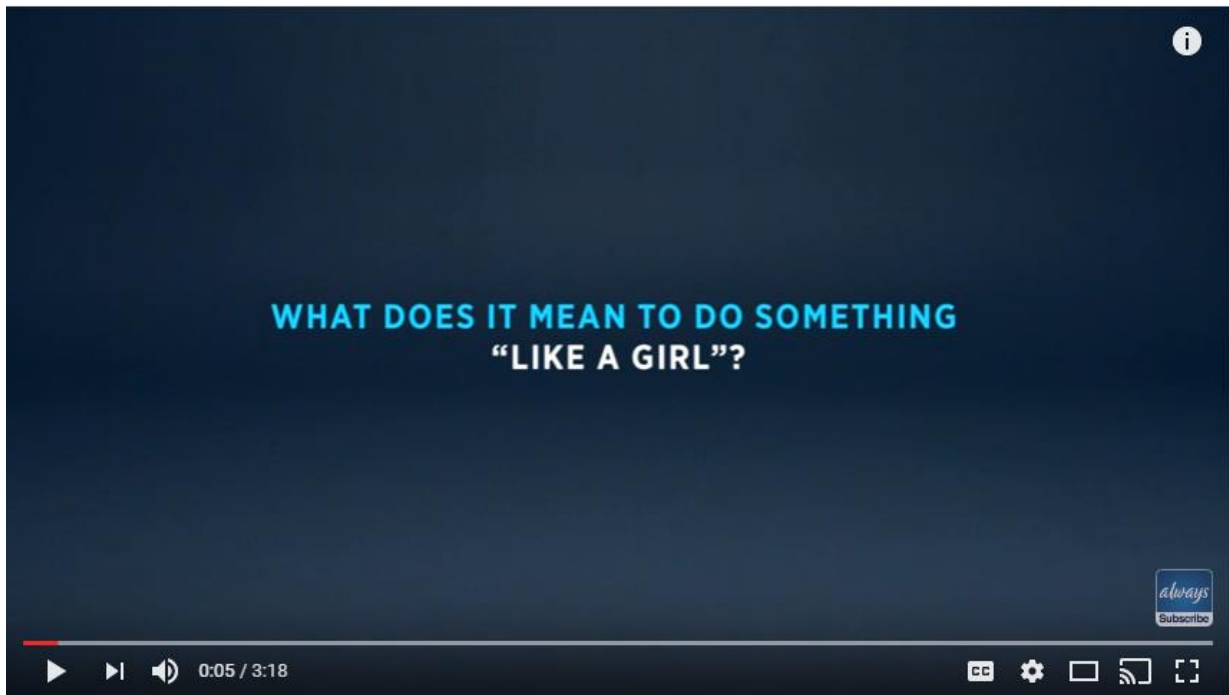 WHAT DOES IT MEAN TO DO SOMETHING
“LIKE A GIRL”?
always
Subscribe
0:05 / 3:18
CC